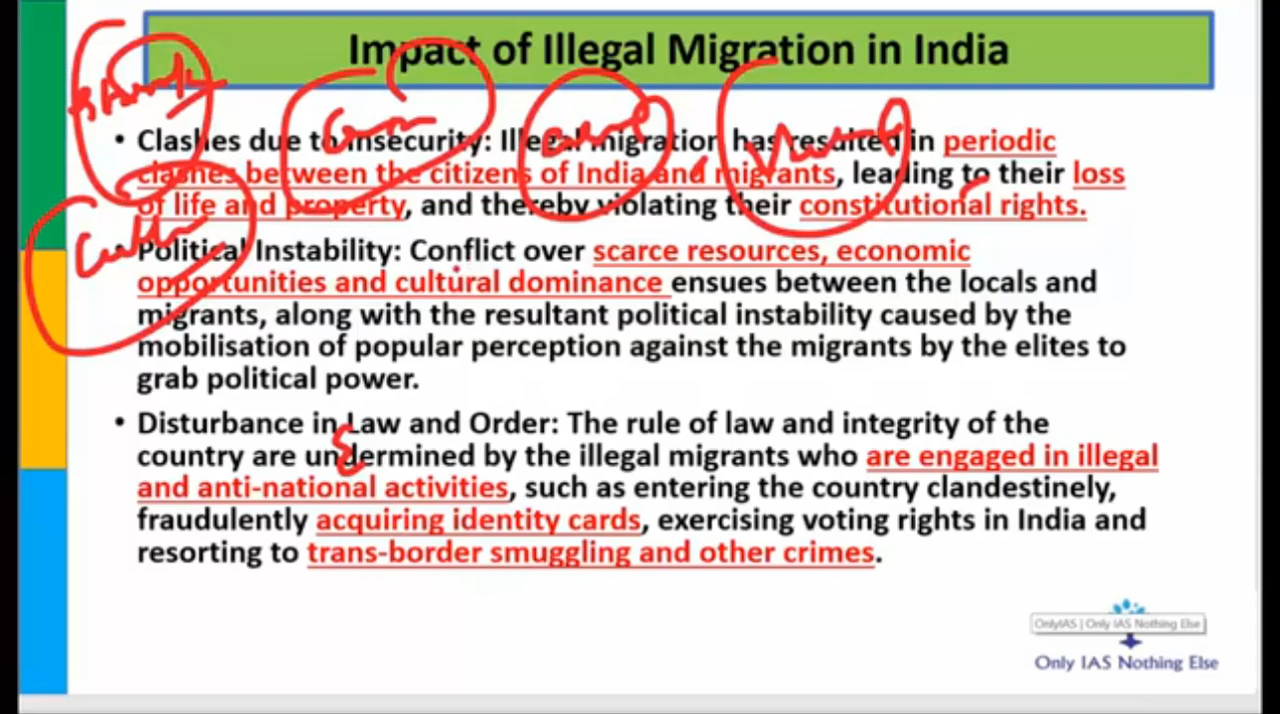 Impact of Illegal Migration in India
• Clashes due to Insecurity: Illegal migration has resulted in periodic
clashes between the citizens of India and migrants, leading to their loss
of life and property, and thereby violating their constitutional rights.
• Political Instability: Conflict over scarce resources, economic
opportunities and cultural dominance ensues between the locals and
migrants, along with the resultant political instability caused by the
mobilisation of popular perception against the migrants by the elites to
grab political power.
• Disturbance in Law and Order: The rule of law and integrity of the
country are undermined by the illegal migrants who are engaged in illegal
and anti-national activities, such as entering the country clandestinely,
fraudulently acquiring identity cards, exercising voting rights in India and
resorting to trans-border smuggling and other crimes.
OnlyIAS | Only IAS Nothing Else
Only IAS Nothing Else